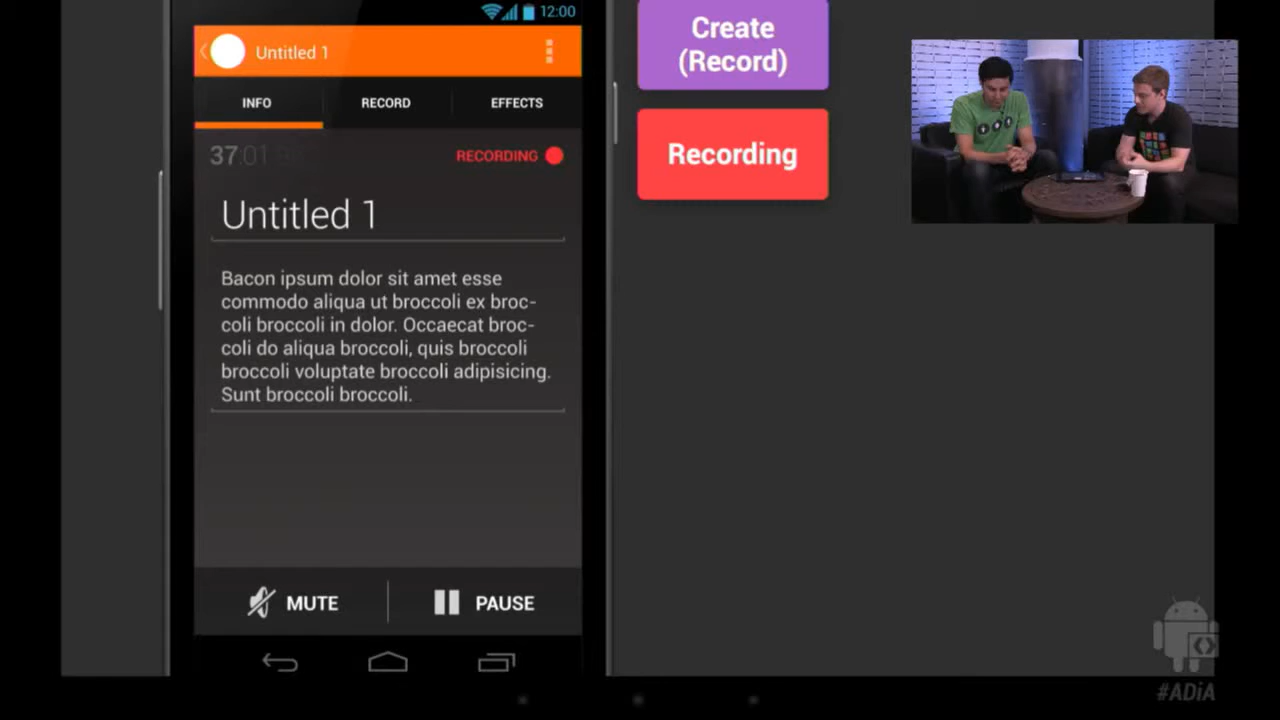 12:00
Untitled 1
INFO
RECORD
EFFECTS
37.01
RECORDING
Untitled 1
Bacon ipsum dolor sit amet esse
commodo aliqua ut broccoli ex broc-
coli broccoli in dolor. Occaecat broc-
coli do aliqua broccoli, quis broccoli
broccoli voluptate broccoli adipisicing.
Sunt broccoli broccoli.
MUTE
PAUSE
Create
(Record)
Recording
#ADiA